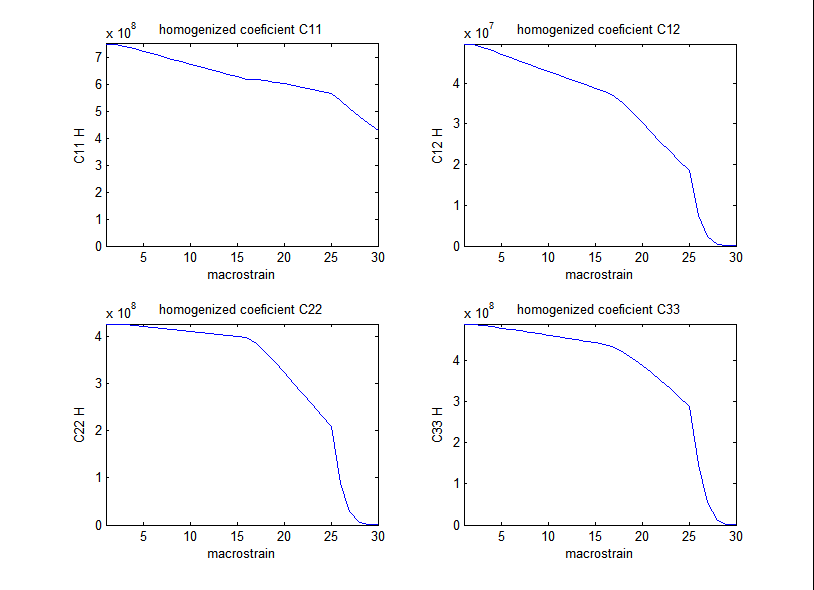 homogenized coeficient C11
x 10^8
7
6
5
4
3
2
1
0
C11 H
5 10 15 20 25 30
macrostrain
homogenized coeficient C12
x 10^7
4
3
2
1
0
C12 H
5 10 15 20 25 30
macrostrain
homogenized coeficient C22
x 10^8
4
3
2
1
0
C22 H
5 10 15 20 25 30
macrostrain
homogenized coeficient C33
x 10^8
4
3
2
1
0
C33 H
5 10 15 20 25 30
macrostrain